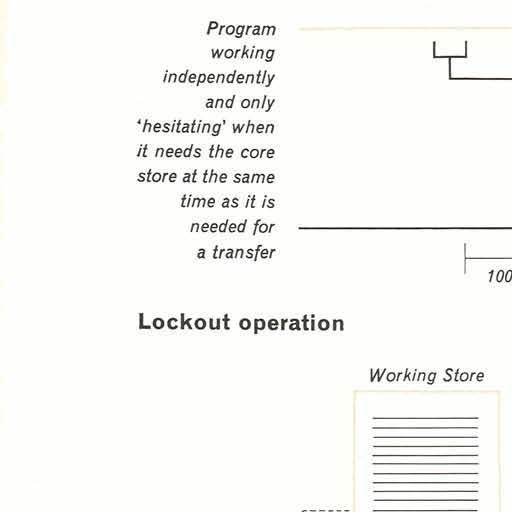 Program
working
independently
and only
‘hesitating’ when
it needs the core
store at the same
time as it is
needed for
a transfer
100
Lockout operation
Working Store